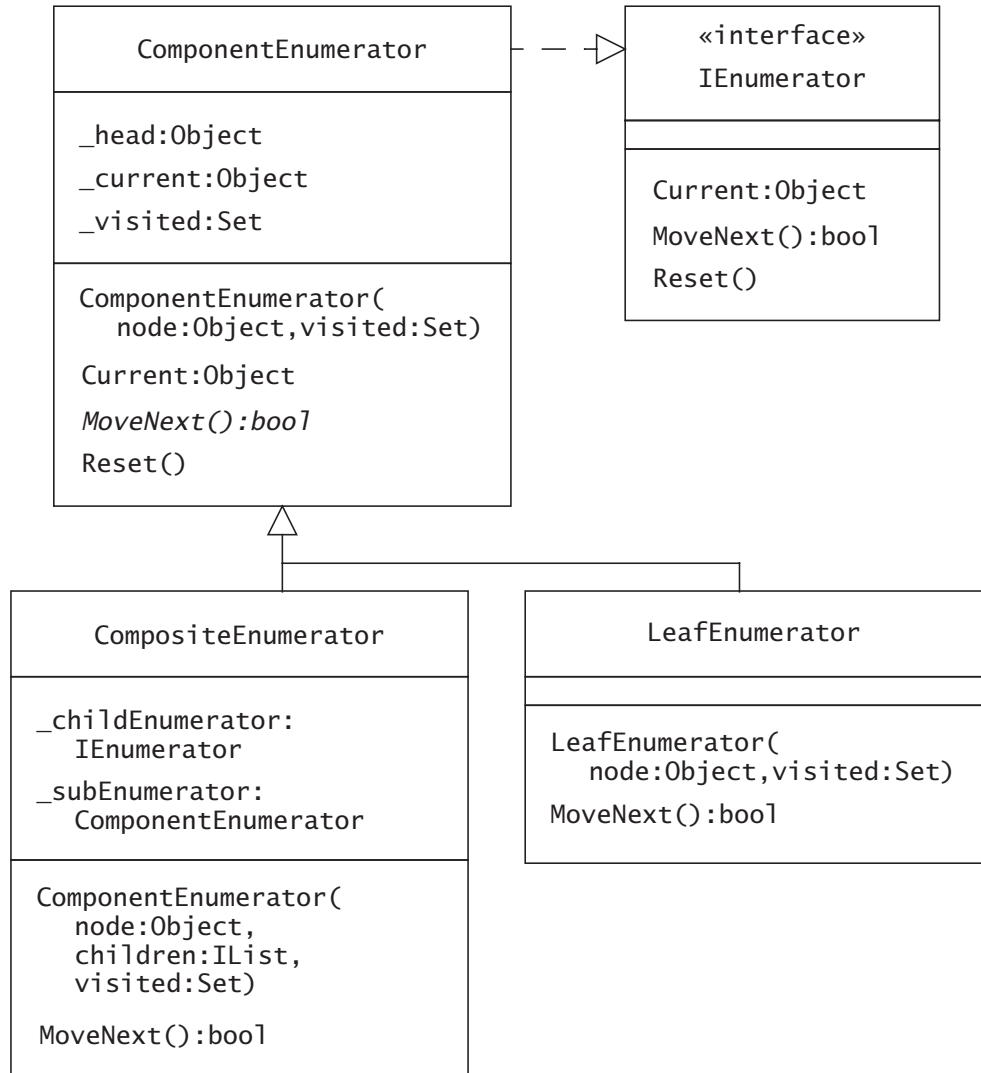 ComponentEnumerator
_head:Object
_current:Object
_visited:Set
ComponentEnumerator(
node:Object,visited:Set)
Current:Object
MoveNext():bool
Reset()
«interface»
IEnumerator
Current:Object
MoveNext():bool
Reset()
CompositeEnumerator
_childEnumerator:
IEnumerator
_subEnumerator:
ComponentEnumerator
ComponentEnumerator(
node:Object,
children:IList,
visited:Set)
MoveNext():bool
LeafEnumerator
LeafEnumerator(
node:Object,visited:Set)
MoveNext():bool